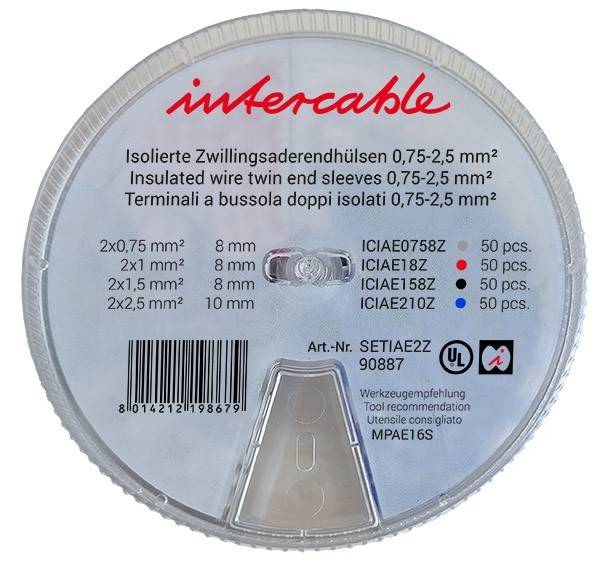 intercable
Isolierte Zwillingsaderendhülsen 0,75-2,5 mm²
Insulated wire twin end sleeves 0,75-2,5 mm²
Terminali a bussola doppi isolati 0,75-2,5 mm²
2x0,75 mm² 8 mm ICIAE0758Z 50 pcs.
2x1 mm² 8 mm ICIAE18Z 50 pcs.
2x1,5 mm² 8 mm ICIAE158Z 50 pcs.
2x2,5 mm² 10 mm ICIAE210Z 50 pcs.
Art.-Nr. SETIAE2Z
90887
UL
i
8 014212 198679
Werkzeugempfehlung
Tool recommendation
Utensile consigliato
MPAE16S